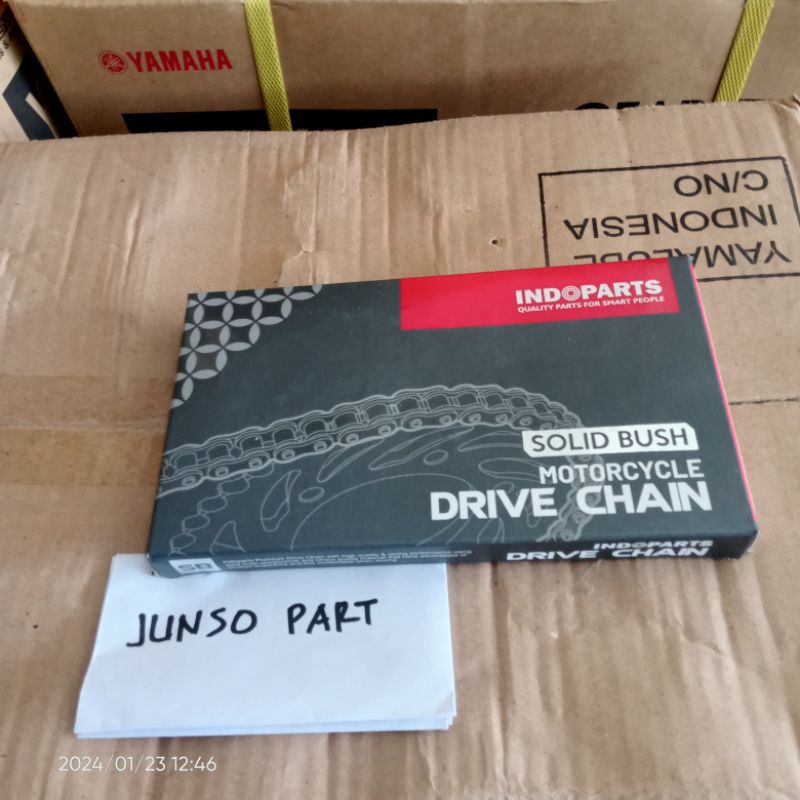 YAMAHA
C/NO
INDONESIA
YAMALUBE
INDOPARTS
QUALITY PARTS FOR SMART PEOPLE
SOLID BUSH
MOTORCYCLE
DRIVE CHAIN
INDOPARTS
DRIVE CHAIN
SB
JUNSO PART
2024/01/23 12:46